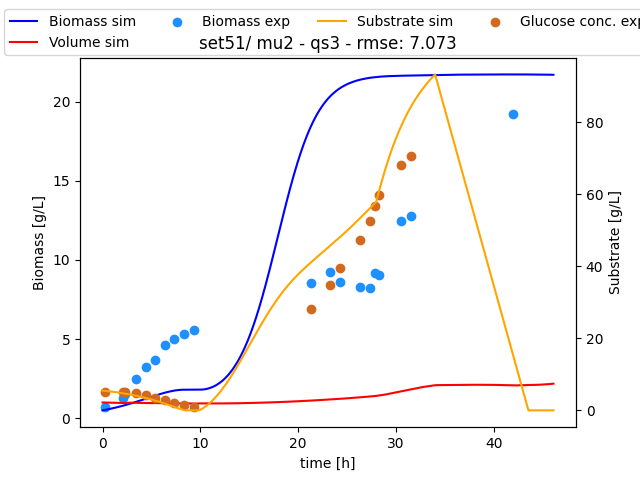 Biomass sim Biomass exp Substrate sim Glucose conc. exp
Volume sim
set51/ mu2 - qs3 - rmse: 7.073
Biomass [g/L]
20
15
10
5
0
80
60
40
20
0
Substrate [g/L]
0 10 20 30 40
time [h]